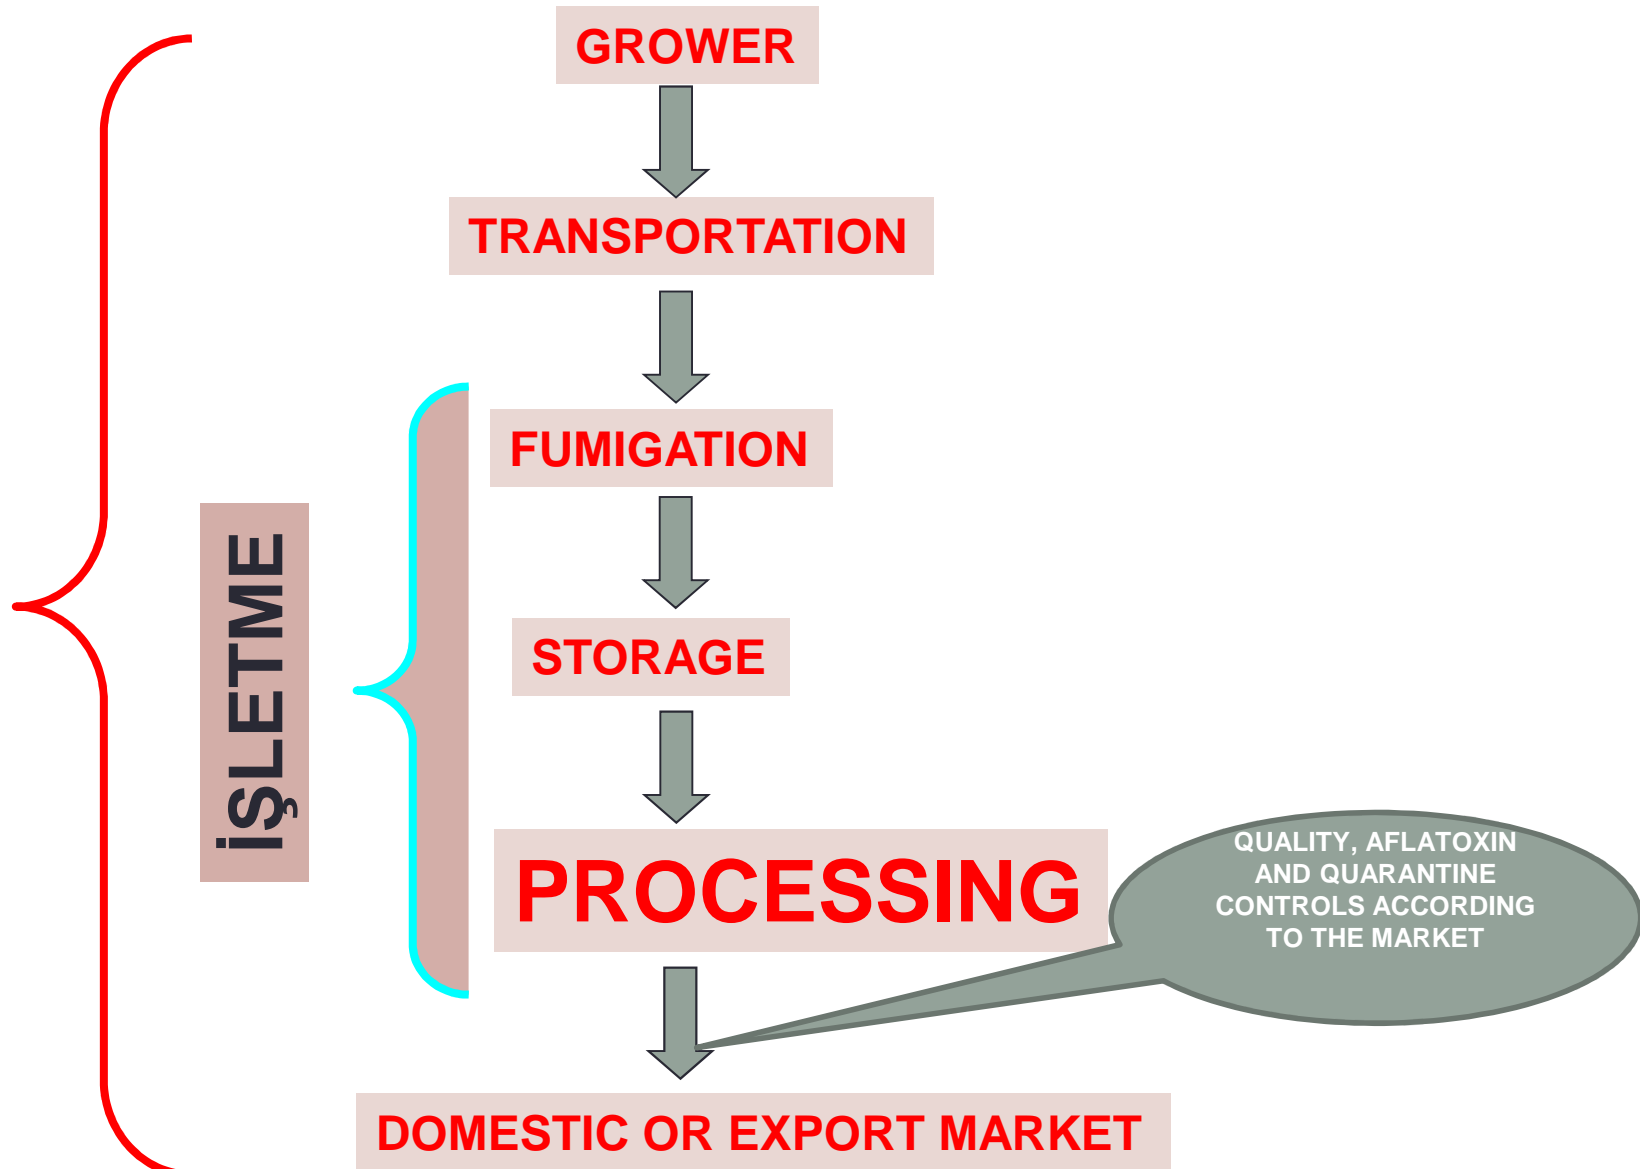 GROWER
TRANSPORTATION
FUMIGATION
İŞLETME
STORAGE
PROCESSING
QUALITY, AFLATOXIN
AND QUARANTINE
CONTROLS ACCORDING
TO THE MARKET
DOMESTIC OR EXPORT MARKET